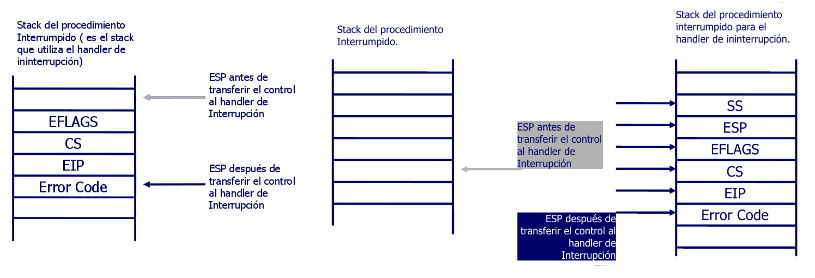 Stack del procedimiento
Interrumpido ( es el stack
que utiliza el handler de
ininterrupción)
ESP antes de
transferir el control
al handler de
Interrupción
EFLAGS
CS
EIP
Error Code
ESP después de
transferir el control
al handler de
Interrupción
Stack del procedimiento
Interrumpido.
ESP antes de
transferir el control
al handler de
Interrupción
ESP después de
transferir el control al
handler de
Interrupción
Stack del procedimiento
interrumpido para el
handler de ininterrupción.
SS
ESP
EFLAGS
CS
EIP
Error Code